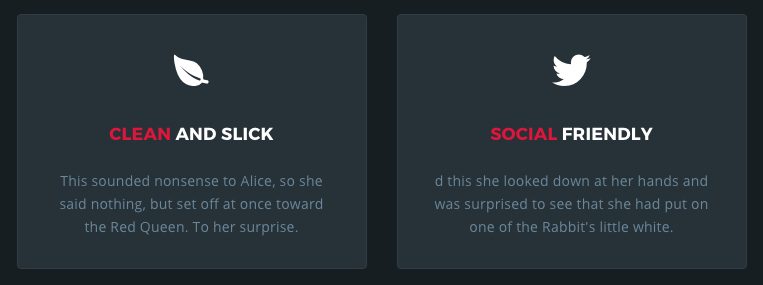 CLEAN AND SLICK
This sounded nonsense to Alice, so she
said nothing, but set off at once toward
the Red Queen. To her surprise.
SOCIAL FRIENDLY
d this she looked down at her hands and
was surprised to see that she had put on
one of the Rabbit's little white.